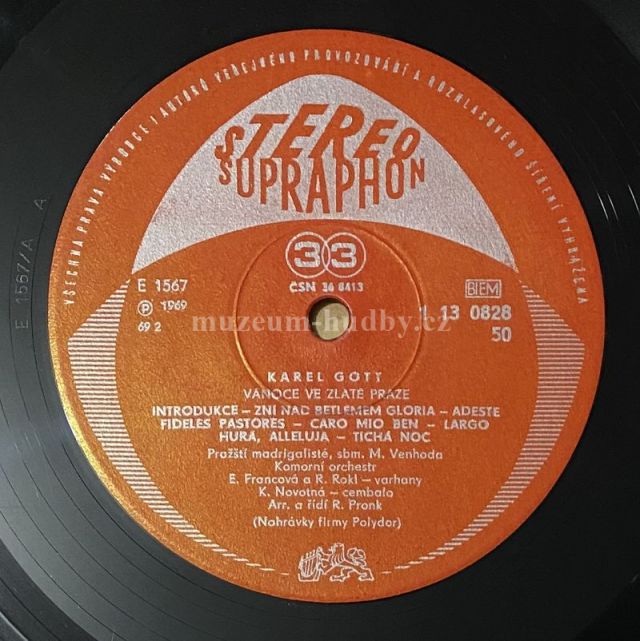 VŠECHNA PRÁVA VÝROBCE I AUTORŮ VEŘEJNÉHO PROVOZOVÁNÍ A ROZHLASOVÉHO ŠÍŘENÍ VYHRAŽENA
STEREO
SUPRAPHON
33
ČSN 36 8413
E 1567
Ⓟ 1969
69 2
BIEM
1 13 0828
50
E 1567/A A
muzeum-hudby.cz
KAREL GOTT
VÁNOCE VE ZLATÉ PRAZE
INTRODUKCE – ZNÍ NAD BETLÉMEM GLORIA – ADESTE
FIDELES PASTORES – CARO MIO BEN – LARGO
HURÁ, ALLELUJA – TICHÁ NOC
Pražští madrigalisté, sbm. M. Venhoda
Komorní orchestr
E. Francová a R. Rokl – varhany
K. Novotná – cembalo
Arr. a řídí R. Pronk
(Nahrávky firmy Polydor)